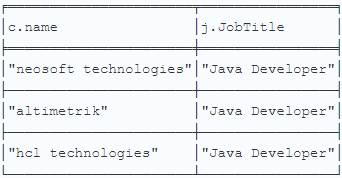 c.name j.JobTitle
"neosoft technologies" "Java Developer"
"altimetrik" "Java Developer"
"hcl technologies" "Java Developer"